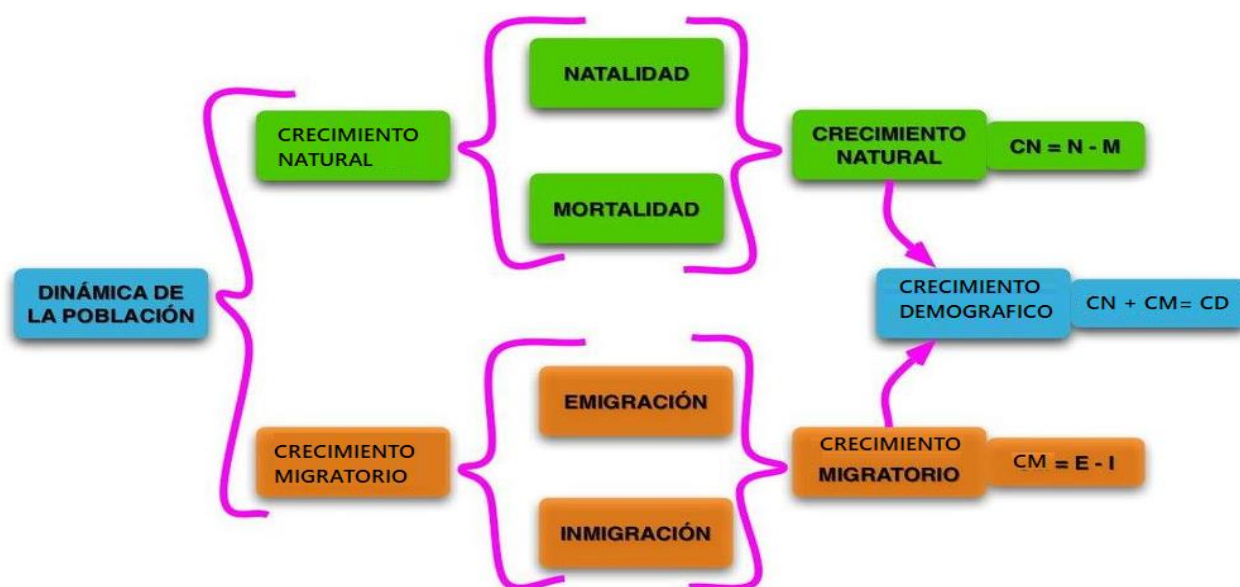 DINÁMICA DE
LA POBLACIÓN
CRECIMIENTO
NATURAL
NATALIDAD
MORTALIDAD
CRECIMIENTO
NATURAL
CN = N - M
CRECIMIENTO
DEMOGRAFICO
CN + CM= CD
CRECIMIENTO
MIGRATORIO
EMIGRACIÓN
INMIGRACIÓN
CRECIMIENTO
MIGRATORIO
CM = E - I